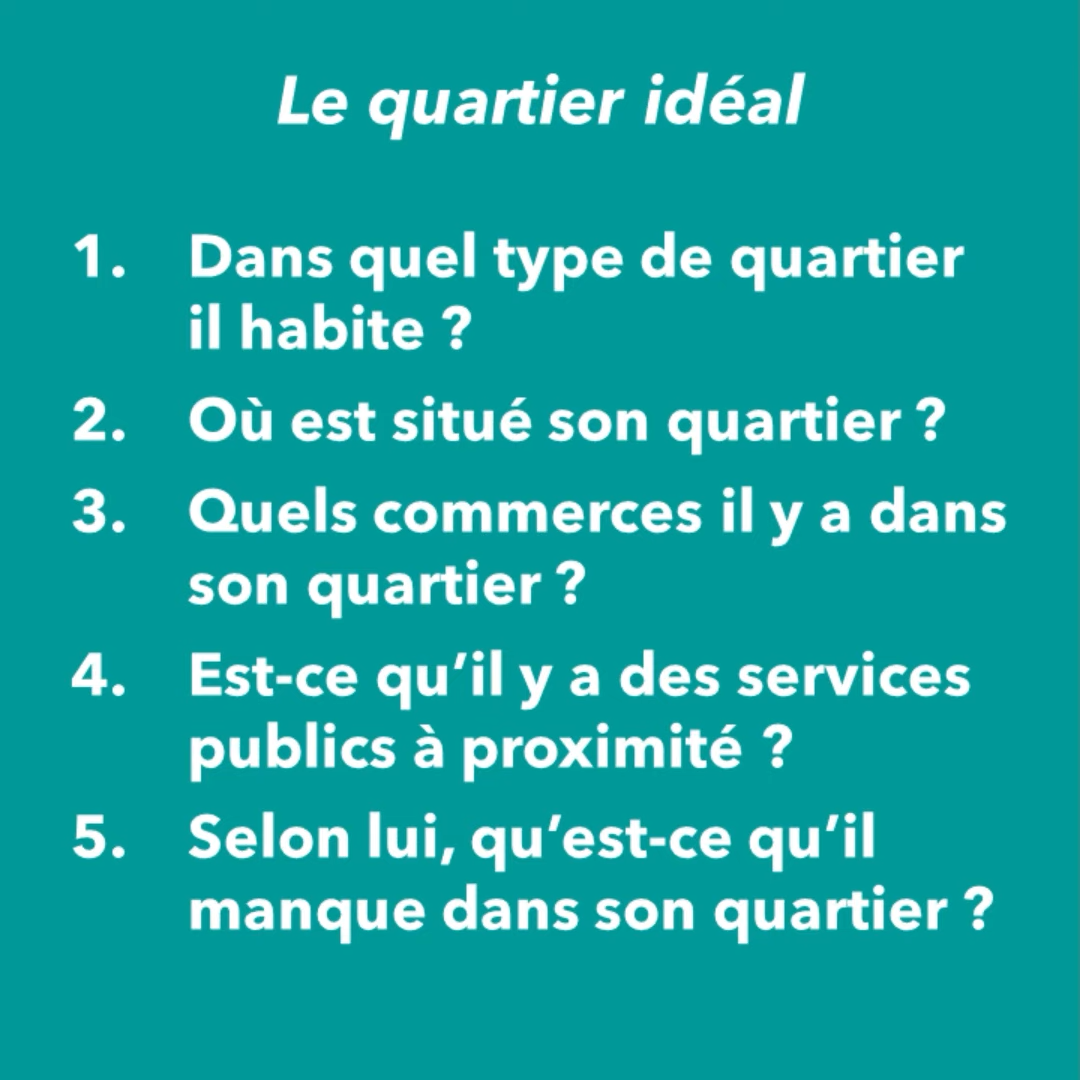 Le quartier idéal
1. Dans quel type de quartier
il habite ?
2. Où est situé son quartier ?
3. Quels commerces il y a dans
son quartier ?
4. Est-ce qu’il y a des services
publics à proximité ?
5. Selon lui, qu’est-ce qu’il
manque dans son quartier ?